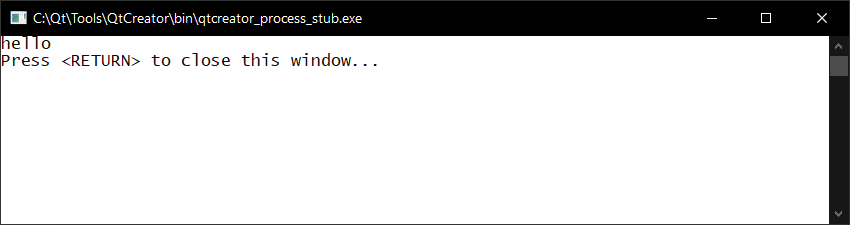 C:\Qt\Tools\QtCreator\bin\qtcreator_process_stub.exe
hello
Press <RETURN> to close this window...